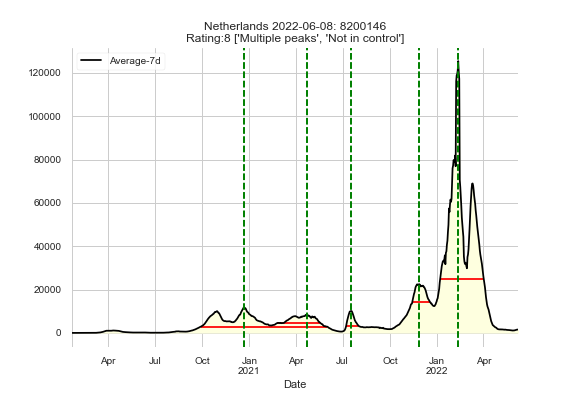 Netherlands 2022-06-08: 8200146
Rating:8 ['Multiple peaks', 'Not in control']
Average-7d
120000
100000
80000
60000
40000
20000
0
Apr Jul Oct Jan Apr Jul Oct Jan Apr
2021 2022
Date